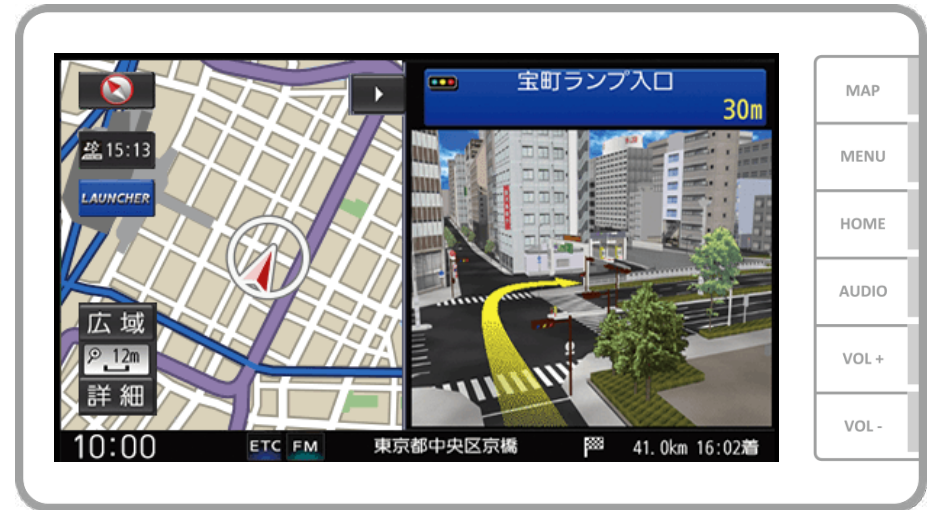 宝町ランプ入口
30m
15:13
LAUNCHER
広域
12m
詳細
10:00 ETC FM 東京都中央区京橋 41.0km 16:02着
MAP
MENU
HOME
AUDIO
VOL +
VOL -